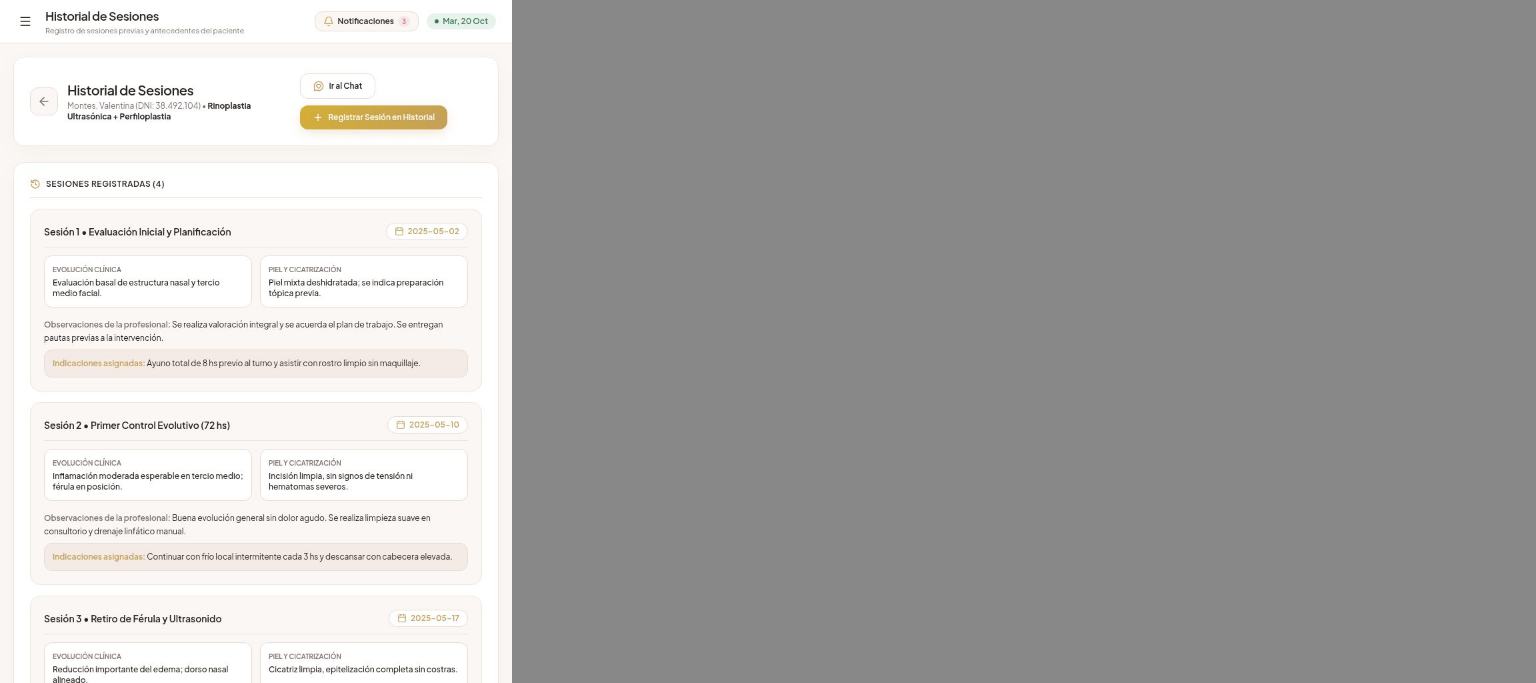 Historial de Sesiones
Registro de sesiones previas y antecedentes del paciente
Notificaciones 3
Mar, 20 Oct
Historial de Sesiones
Montes, Valentina (DNI: 38.492.104) • Rinoplastia
Ultrasónica + Perfiloplastia
Ir al Chat
+ Registrar Sesión en Historial
SESIONES REGISTRADAS (4)
Sesión 1 • Evaluación Inicial y Planificación
2025-05-02
EVOLUCIÓN CLÍNICA
Evaluación basal de estructura nasal y tercio
medio facial.
PIEL Y CICATRIZACIÓN
Piel mixta deshidratada; se indica preparación
tópica previa.
Observaciones de la profesional: Se realiza valoración integral y se acuerda el plan de trabajo. Se entregan
pautas previas a la intervención.
Indicaciones asignadas: Ayuno total de 8 hs previo al turno y asistir con rostro limpio sin maquillaje.
Sesión 2 • Primer Control Evolutivo (72 hs)
2025-05-10
EVOLUCIÓN CLÍNICA
Inflamación moderada esperable en tercio medio;
férula en posición.
PIEL Y CICATRIZACIÓN
Incisión limpia, sin signos de tensión ni
hematomas severos.
Observaciones de la profesional: Buena evolución general sin dolor agudo. Se realiza limpieza suave en
consultorio y drenaje linfático manual.
Indicaciones asignadas: Continuar con frío local intermitente cada 3 hs y descansar con cabecera elevada.
Sesión 3 • Retiro de Férula y Ultrasonido
2025-05-17
EVOLUCIÓN CLÍNICA
Reducción importante del edema; dorso nasal
alineado.
PIEL Y CICATRIZACIÓN
Cicatriz limpia, epitelización completa sin costras.